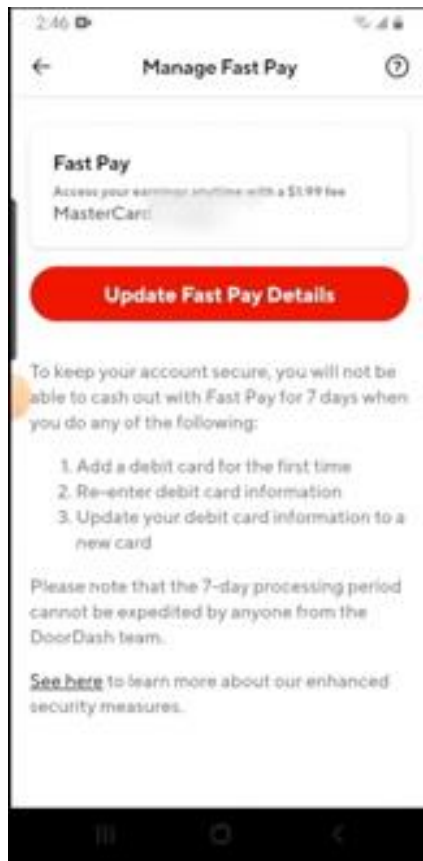 2:46
Manage Fast Pay
Fast Pay
Access your earnings anytime with a $1.99 fee
MasterCard
Update Fast Pay Details
To keep your account secure, you will not be
able to cash out with Fast Pay for 7 days when
you do any of the following:
1. Add a debit card for the first time
2. Re-enter debit card information
3. Update your debit card information to a
new card
Please note that the 7-day processing period
cannot be expedited by anyone from the
DoorDash team.
See here to learn more about our enhanced
security measures.